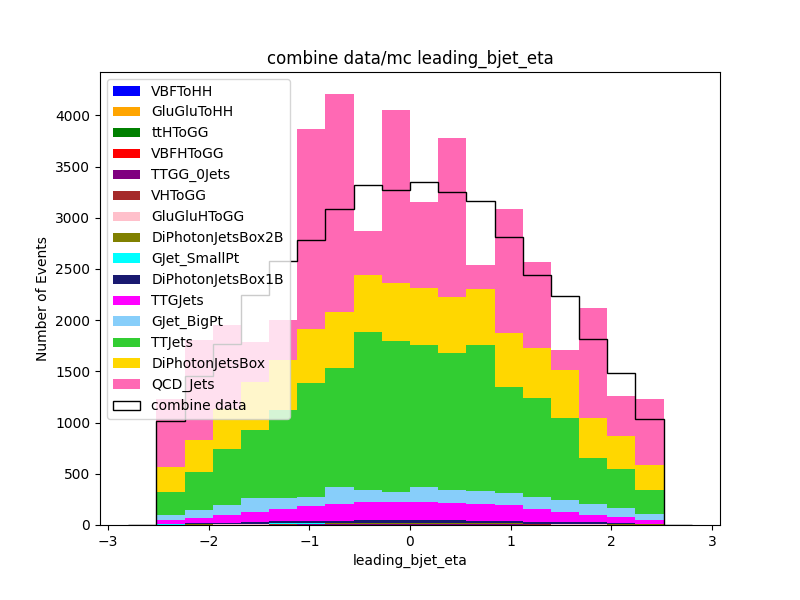 combine data/mc leading_bjet_eta
Number of Events
4000
3500
3000
2500
2000
1500
1000
500
0
VBFToHH
GluGluToHH
ttHToGG
VBFHToGG
TTGG_0Jets
VHToGG
GluGluHToGG
DiPhotonJetsBox2B
GJet_SmallPt
DiPhotonJetsBox1B
TTGJets
GJet_BigPt
TTJets
DiPhotonJetsBox
QCD_Jets
combine data
−3 −2 −1 0 1 2 3
leading_bjet_eta